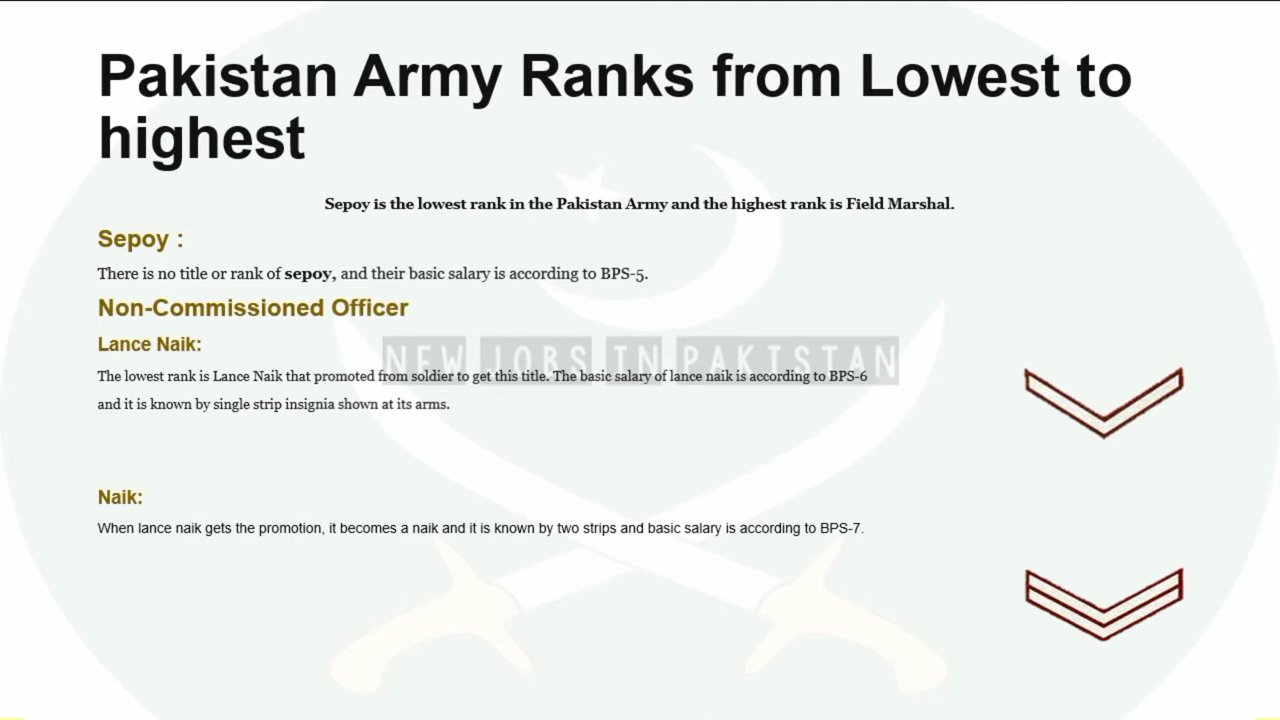 Pakistan Army Ranks from Lowest to
highest
Sepoy is the lowest rank in the Pakistan Army and the highest rank is Field Marshal.
Sepoy :
There is no title or rank of sepoy, and their basic salary is according to BPS-5.
Non-Commissioned Officer
Lance Naik:
NEW JOBS IN PAKISTAN
The lowest rank is Lance Naik that promoted from soldier to get this title. The basic salary of lance naik is according to BPS-6
and it is known by single strip insignia shown at its arms.
Naik:
When lance naik gets the promotion, it becomes a naik and it is known by two strips and basic salary is according to BPS-7.